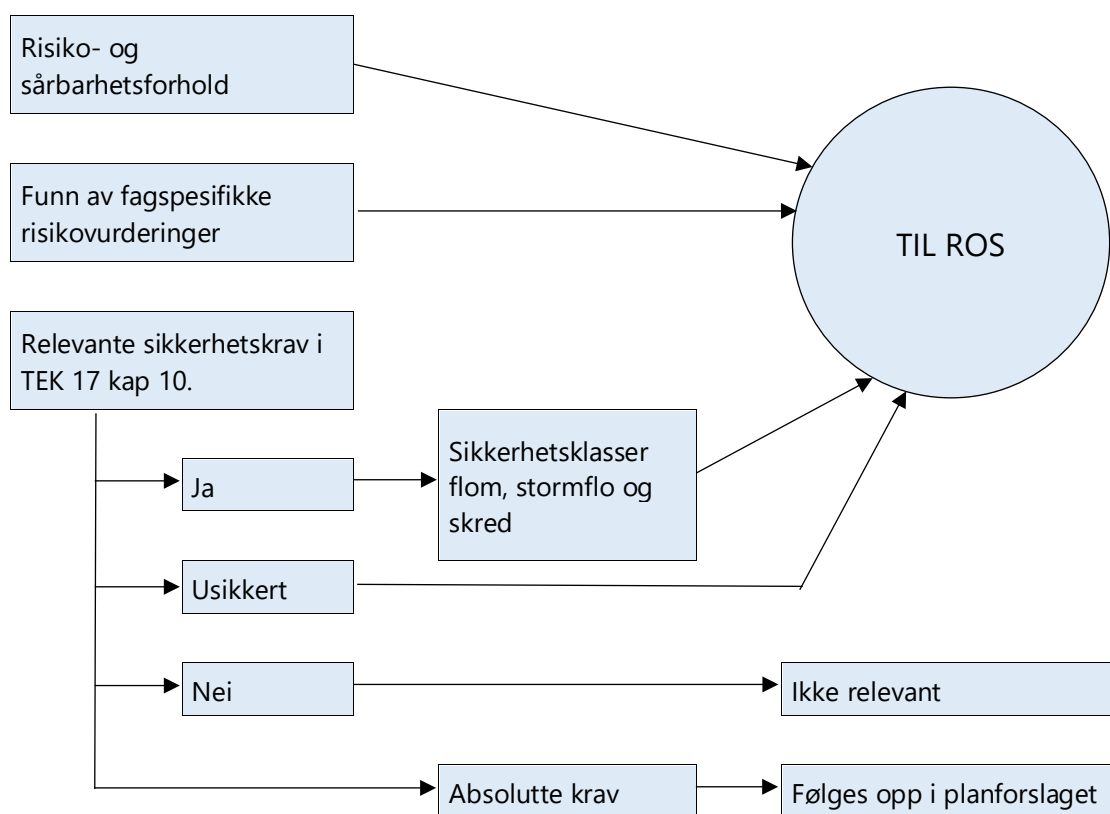 Risiko- og
sårbarhetsforhold
Funn av fagspesifikke
risikovurderinger
TIL ROS
Relevante sikkerhetskrav i
TEK 17 kap 10.
Ja
Sikkerhetsklasser
flom, stormflo og
skred
Usikkert
Nei
Ikke relevant
Absolutte krav
Følges opp i planforslaget